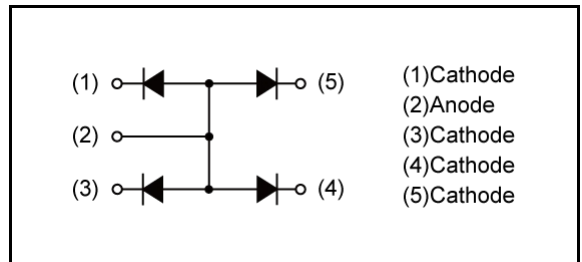 (1) (5)
(2)
(3) (4)
(1)Cathode
(2)Anode
(3)Cathode
(4)Cathode
(5)Cathode